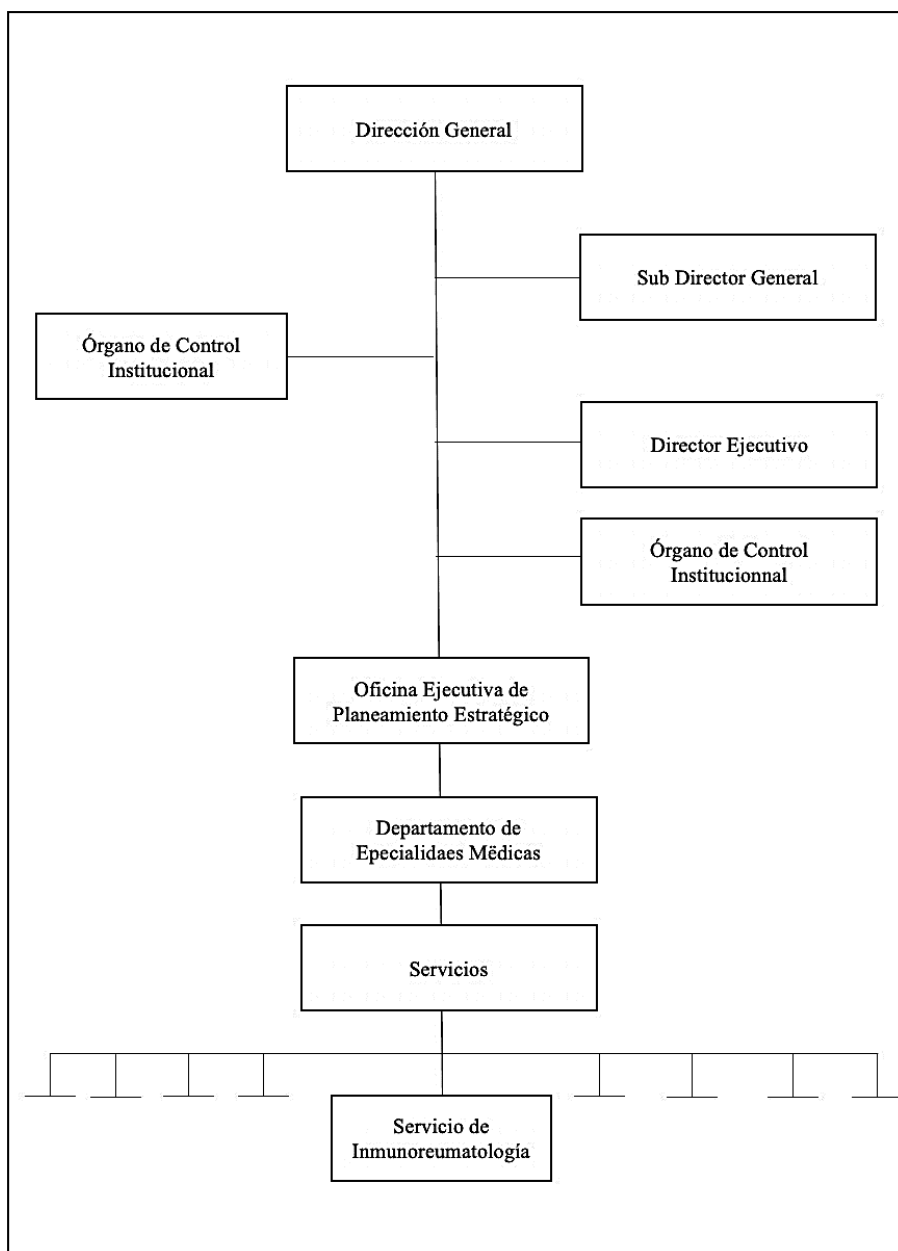 Dirección General
Sub Director General
Órgano de Control
Institucional
Director Ejecutivo
Órgano de Control
Institucionnal
Oficina Ejecutiva de
Planeamiento Estratégico
Departamento de
Epecialidaes Mëdicas
Servicios
Servicio de
Inmunoreumatología